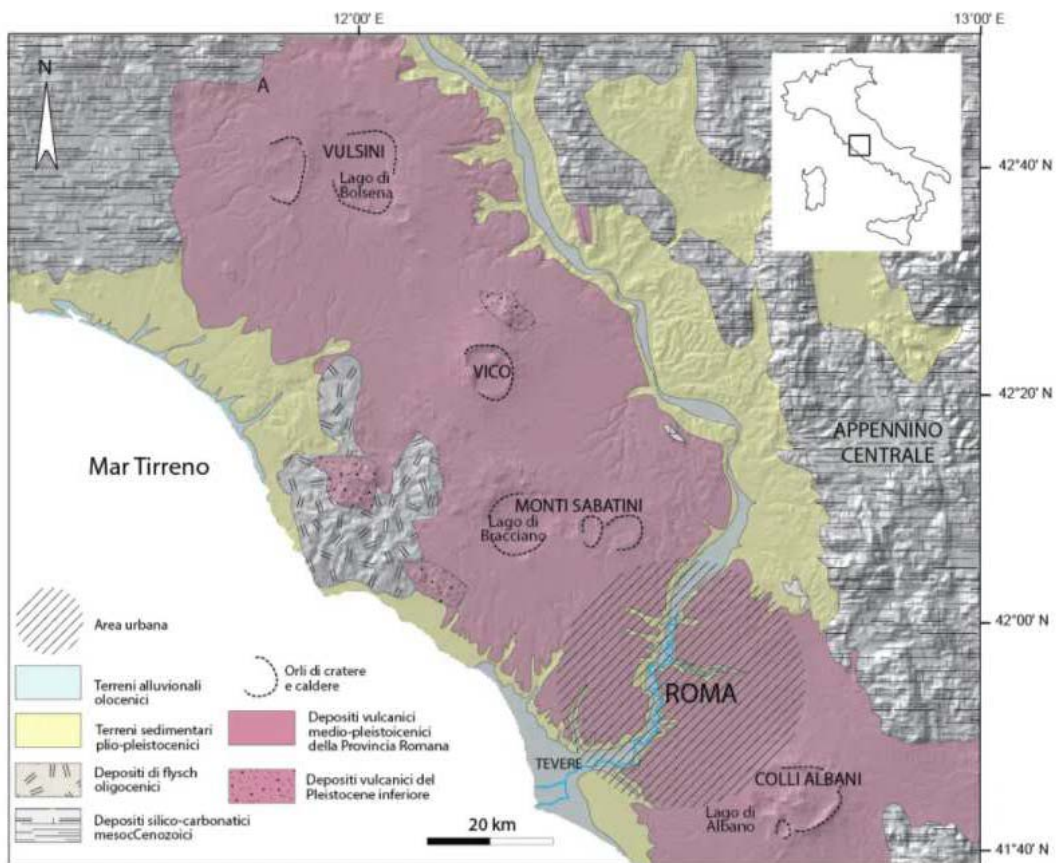 12°00' E
13°00' E
N
A
VULSINI
Lago di
Bolsena
42°40' N
VICO
42°20' N
APPENNINO
CENTRALE
Mar Tirreno
MONTI SABATINI
Lago di
Bracciano
42°00' N
ROMA
TEVERE
COLLI ALBANI
Lago di
Albano
41°40' N
Area urbana
Terreni alluvionali
olocenici
Terreni sedimentari
plio-pleistocenici
Depositi di flysch
oligocenici
Depositi silico-carbonatici
mesocCenozoici
Orli di cratere
e caldere
Depositi vulcanici
medio-pleistoicenici
della Provincia Romana
Depositi vulcanici del
Pleistocene inferiore
20 km